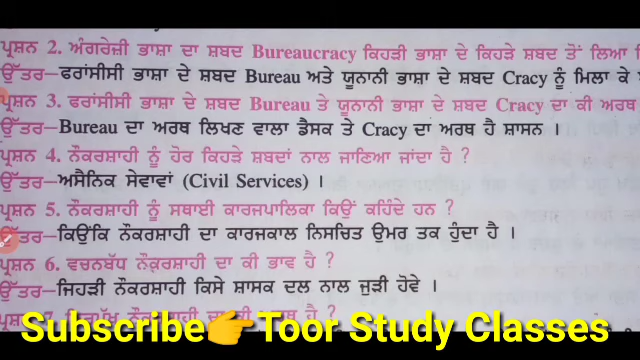 ਪ੍ਰਸ਼ਨ 2. ਅੰਗਰੇਜ਼ੀ ਭਾਸ਼ਾ ਦਾ ਸ਼ਬਦ Bureaucracy ਕਿਹੜੀ ਭਾਸ਼ਾ ਦੇ ਕਿਹੜੇ ਸ਼ਬਦ ਤੋਂ ਲਿਆ
ਉੱਤਰ—ਫਰਾਂਸੀਸੀ ਭਾਸ਼ਾ ਦੇ ਸ਼ਬਦ Bureau ਅਤੇ ਯੂਨਾਨੀ ਭਾਸ਼ਾ ਦੇ ਸ਼ਬਦ Cracy ਨੂੰ ਮਿਲਾ ਕੇ
ਪ੍ਰਸ਼ਨ 3. ਫਰਾਂਸੀਸੀ ਭਾਸ਼ਾ ਦੇ ਸ਼ਬਦ Bureau ਤੇ ਯੂਨਾਨੀ ਭਾਸ਼ਾ ਦੇ ਸ਼ਬਦ Cracy ਦਾ ਕੀ ਅਰਥ
ਉੱਤਰ—Bureau ਦਾ ਅਰਥ ਲਿਖਣ ਵਾਲਾ ਡੈਸਕ ਤੇ Cracy ਦਾ ਅਰਥ ਹੈ ਸ਼ਾਸਨ ।
ਪ੍ਰਸ਼ਨ 4. ਨੌਕਰਸ਼ਾਹੀ ਨੂੰ ਹੋਰ ਕਿਹੜੇ ਸ਼ਬਦਾਂ ਨਾਲ ਜਾਣਿਆ ਜਾਂਦਾ ਹੈ ?
ਉੱਤਰ—ਅਸੈਨਿਕ ਸੇਵਾਵਾਂ (Civil Services) ।
ਪ੍ਰਸ਼ਨ 5. ਨੌਕਰਸ਼ਾਹੀ ਨੂੰ ਸਥਾਈ ਕਾਰਜਪਾਲਿਕਾ ਕਿਉਂ ਕਹਿੰਦੇ ਹਨ ?
ਉੱਤਰ—ਕਿਉਂਕਿ ਨੌਕਰਸ਼ਾਹੀ ਦਾ ਕਾਰਜਕਾਲ ਨਿਸਚਿਤ ਉਮਰ ਤਕ ਹੁੰਦਾ ਹੈ ।
ਪ੍ਰਸ਼ਨ 6. ਵਚਨਬੱਧ ਨੌਕਰਸ਼ਾਹੀ ਦਾ ਕੀ ਭਾਵ ਹੈ ?
ਉੱਤਰ—ਜਿਹੜੀ ਨੌਕਰਸ਼ਾਹੀ ਕਿਸੇ ਸ਼ਾਸਕ ਦਲ ਨਾਲ ਜੁੜੀ ਹੋਵੇ ।
Subscribe👉Toor Study Classes